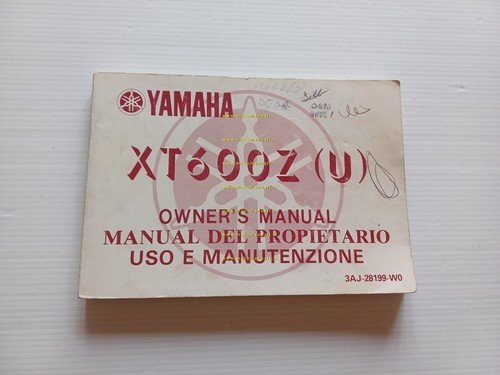 YAMAHA
XT600Z (U)
OWNER'S MANUAL
MANUAL DEL PROPIETARIO
USO E MANUTENZIONE
3AJ-28199-W0